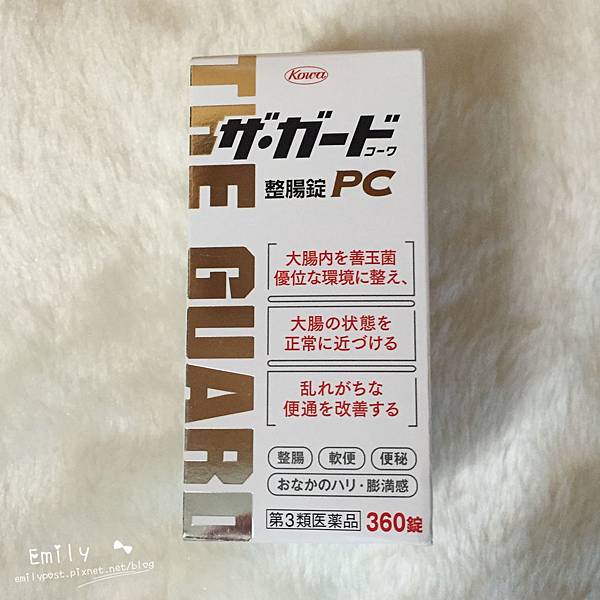 THE GUARD
Kowa
ザ・ガード
コーワ
整腸錠 PC
大腸内を善玉菌
優位な環境に整え、
大腸の状態を
正常に近づける
乱れがちな
便通を改善する
整腸 軟便 便秘
おなかのハリ・膨満感
第3類医薬品 360錠
Emily
emilypost.pixnet.net/blog